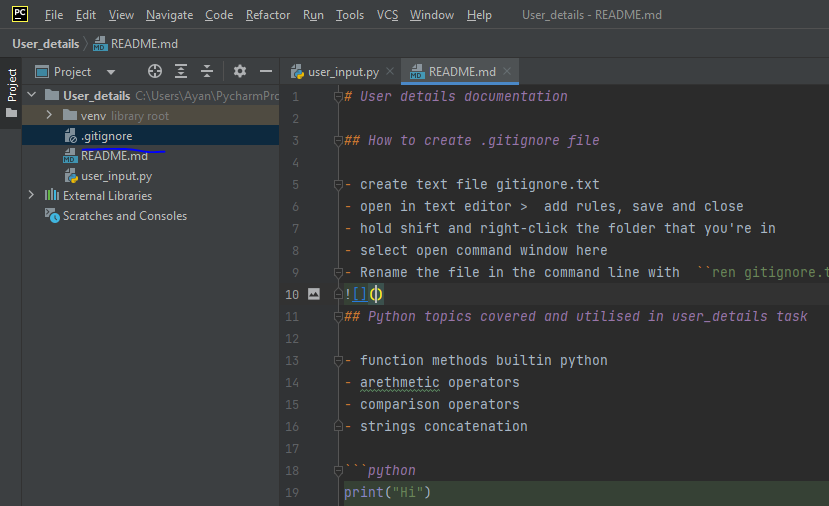 PC File Edit View Navigate Code Refactor Run Tools VCS Window Help User_details - README.md
User_details README.md
Project
Project
user_input.py README.md
User_details C:\Users\Ayan\PycharmPro
venv library root
.gitignore
README.md
user_input.py
External Libraries
Scratches and Consoles
1 # User details documentation
2
3 ## How to create .gitignore file
4
5 - create text file gitignore.txt
6 - open in text editor >  add rules, save and close
7 - hold shift and right-click the folder that you're in
8 - select open command window here
9 - Rename the file in the command line with  ``ren gitignore.t
10 ![]()
11 ## Python topics covered and utilised in user_details task
12
13 - function methods builtin python
14 - arethmetic operators
15 - comparison operators
16 - strings concatenation
17
18 ```python
19 print("Hi")